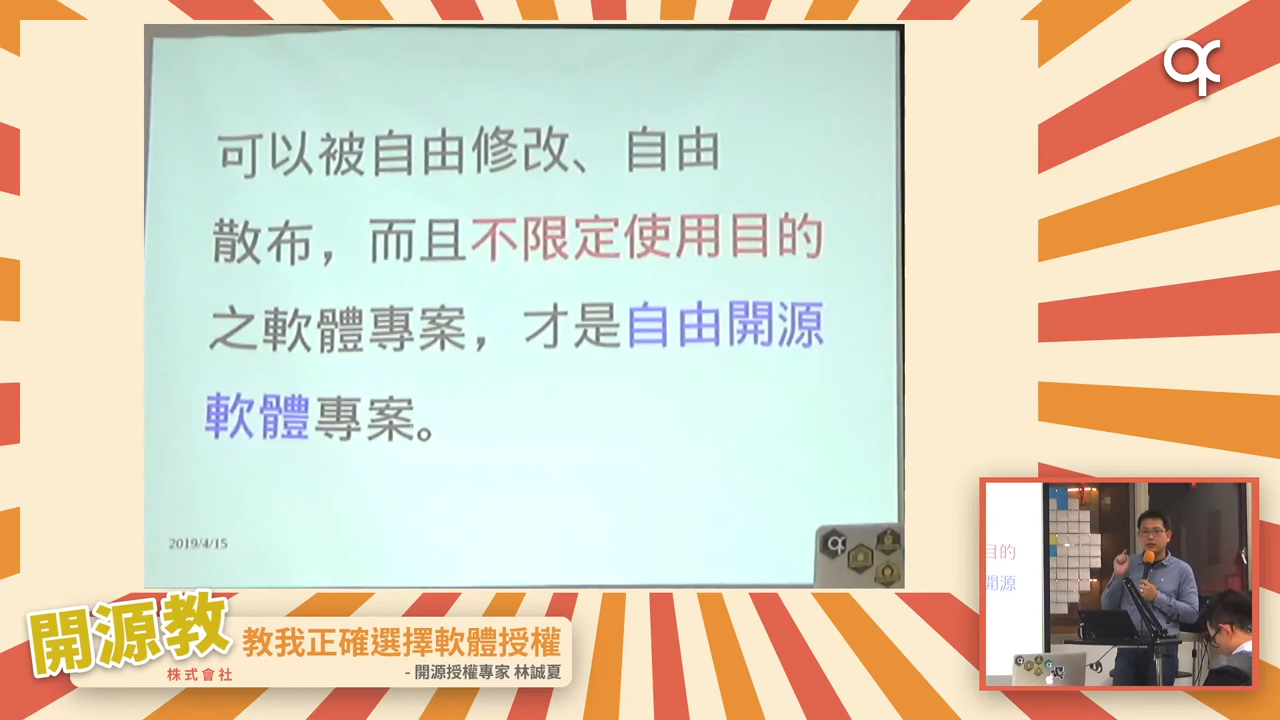 可以被自由修改、自由
散布，而且不限定使用目的
之軟體專案，才是自由開源
軟體專案。
2019/4/15
目的
開源
開源教
株式會社
教我正確選擇軟體授權
- 開源授權專家 林誠夏